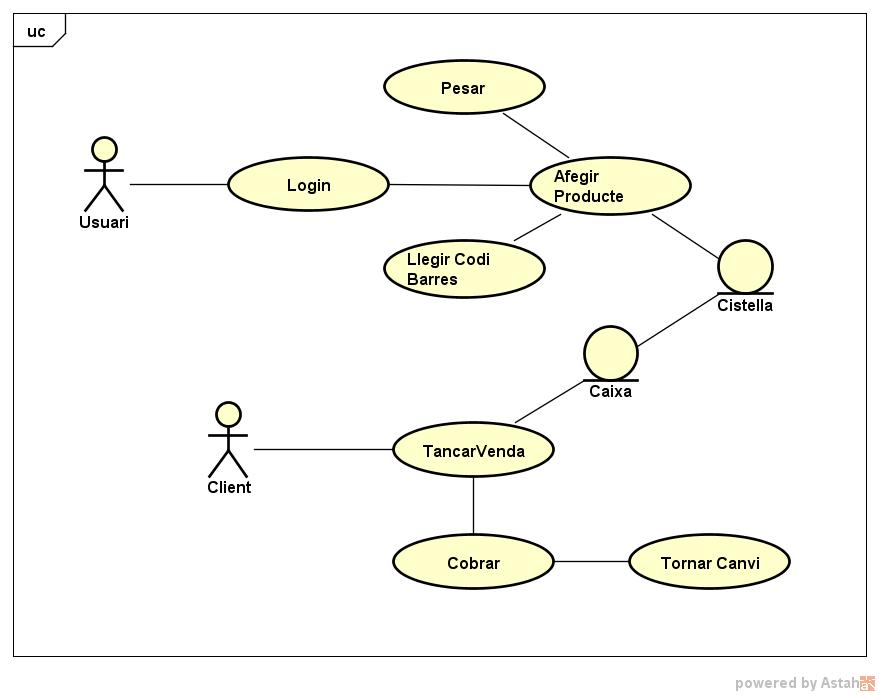 uc
Pesar
Usuari
Login
Afegir
Producte
Llegir Codi
Barres
Cistella
Caixa
Client
TancarVenda
Cobrar
Tornar Canvi
powered by Astah